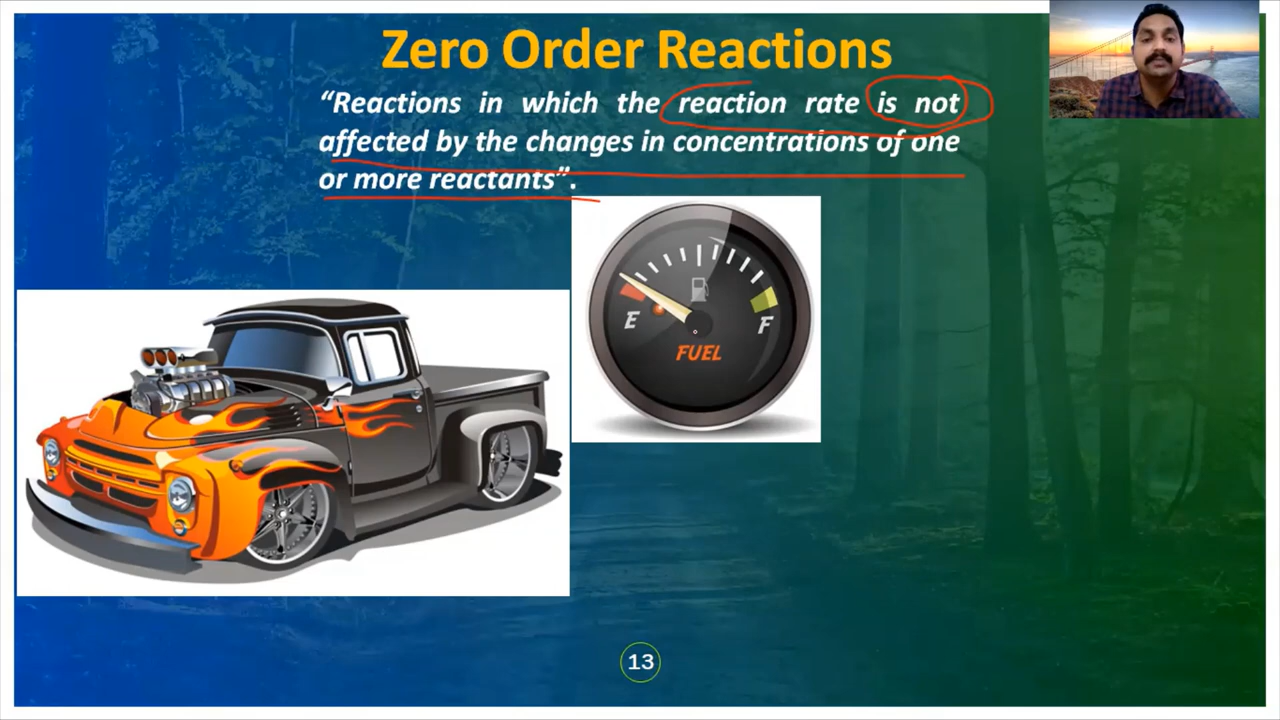 Zero Order Reactions
“Reactions in which the reaction rate is not
affected by the changes in concentrations of one
or more reactants”.
E
F
FUEL
13